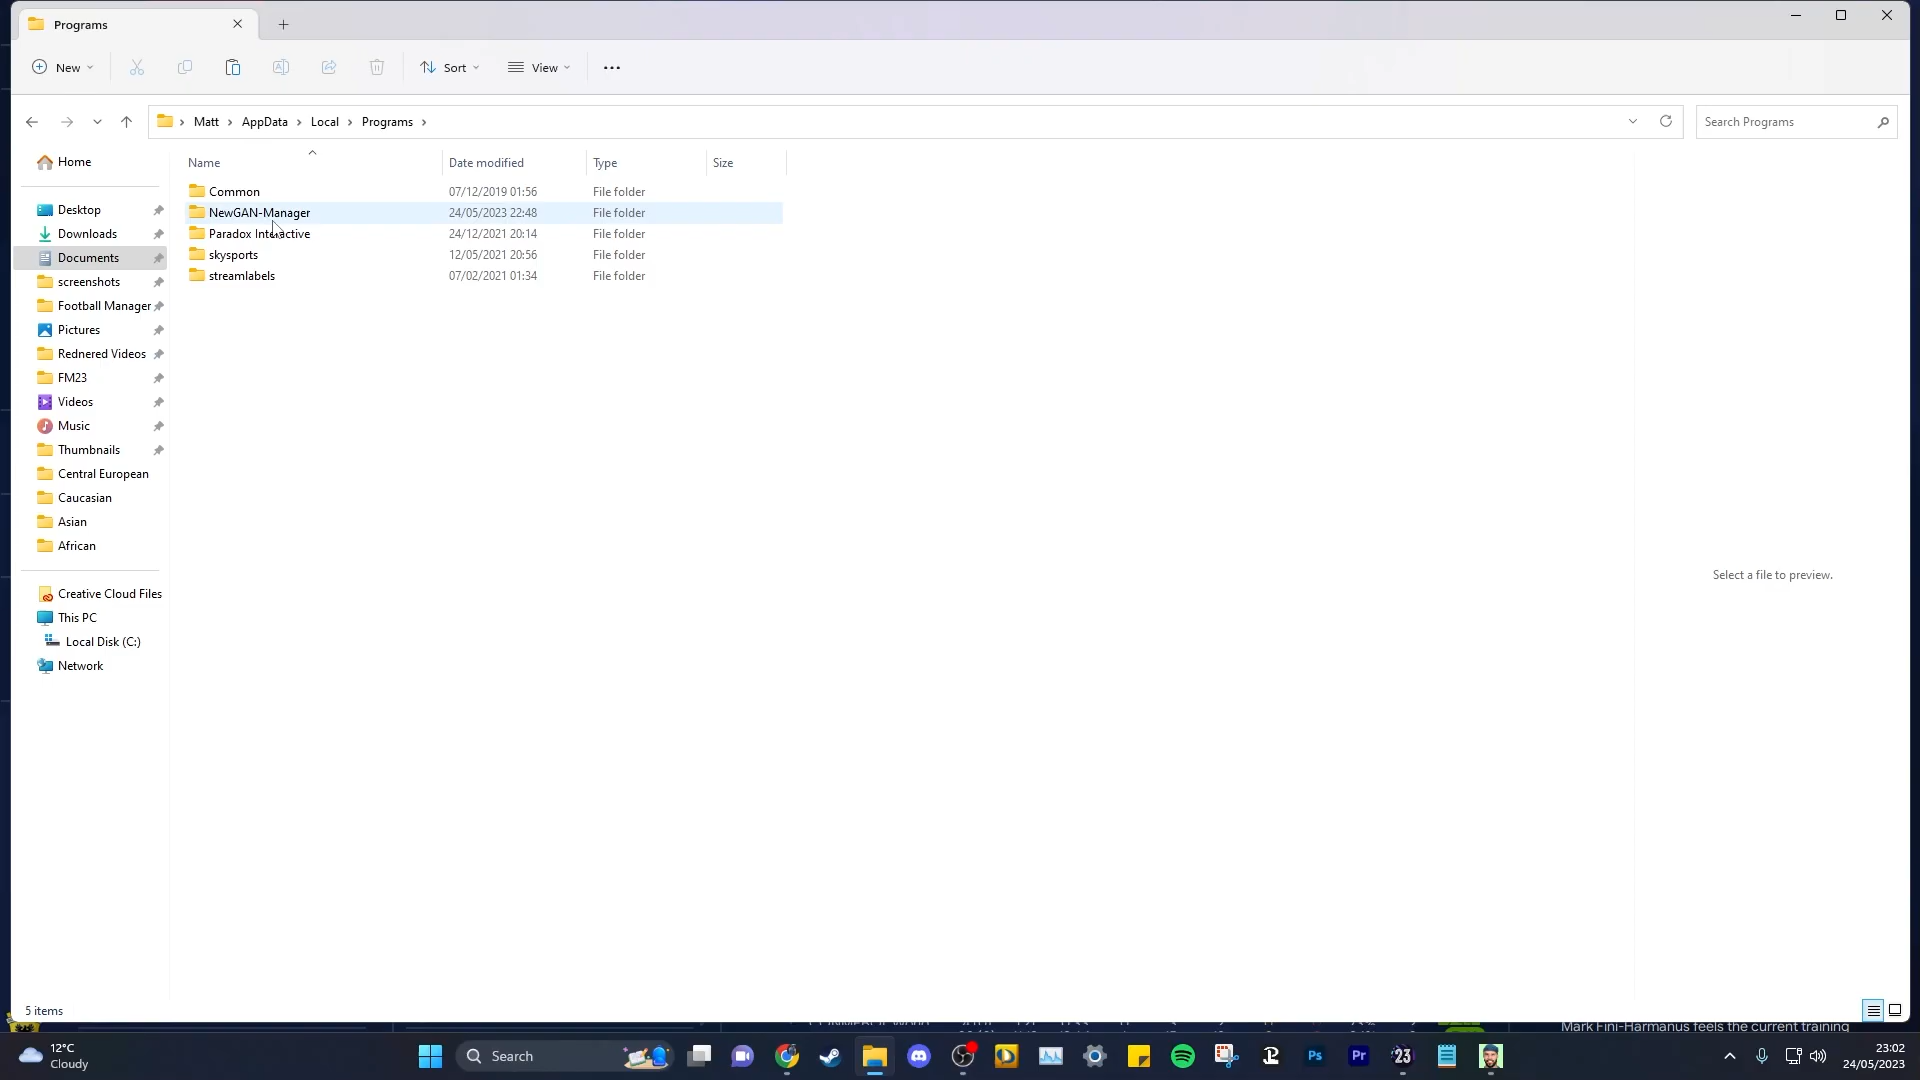 Programs
New
Sort
View
Matt
AppData
Local
Programs
Search Programs
Home
Desktop
Downloads
Documents
screenshots
Football Manager
Pictures
Rednered Videos
FM23
Videos
Music
Thumbnails
Central European
Caucasian
Asian
African
Creative Cloud Files
This PC
Local Disk (C:)
Network
Name Date modified Type Size
Common 07/12/2019 01:56 File folder
NewGAN-Manager 24/05/2023 22:48 File folder
Paradox Interactive 24/12/2021 20:14 File folder
skysports 12/05/2021 20:56 File folder
streamlabels 07/02/2021 01:34 File folder
Select a file to preview.
5 items
Mark Fini-Harmanus feels the current training
12°C
Cloudy
Search
Ps
Pr
23
23:02
24/05/2023